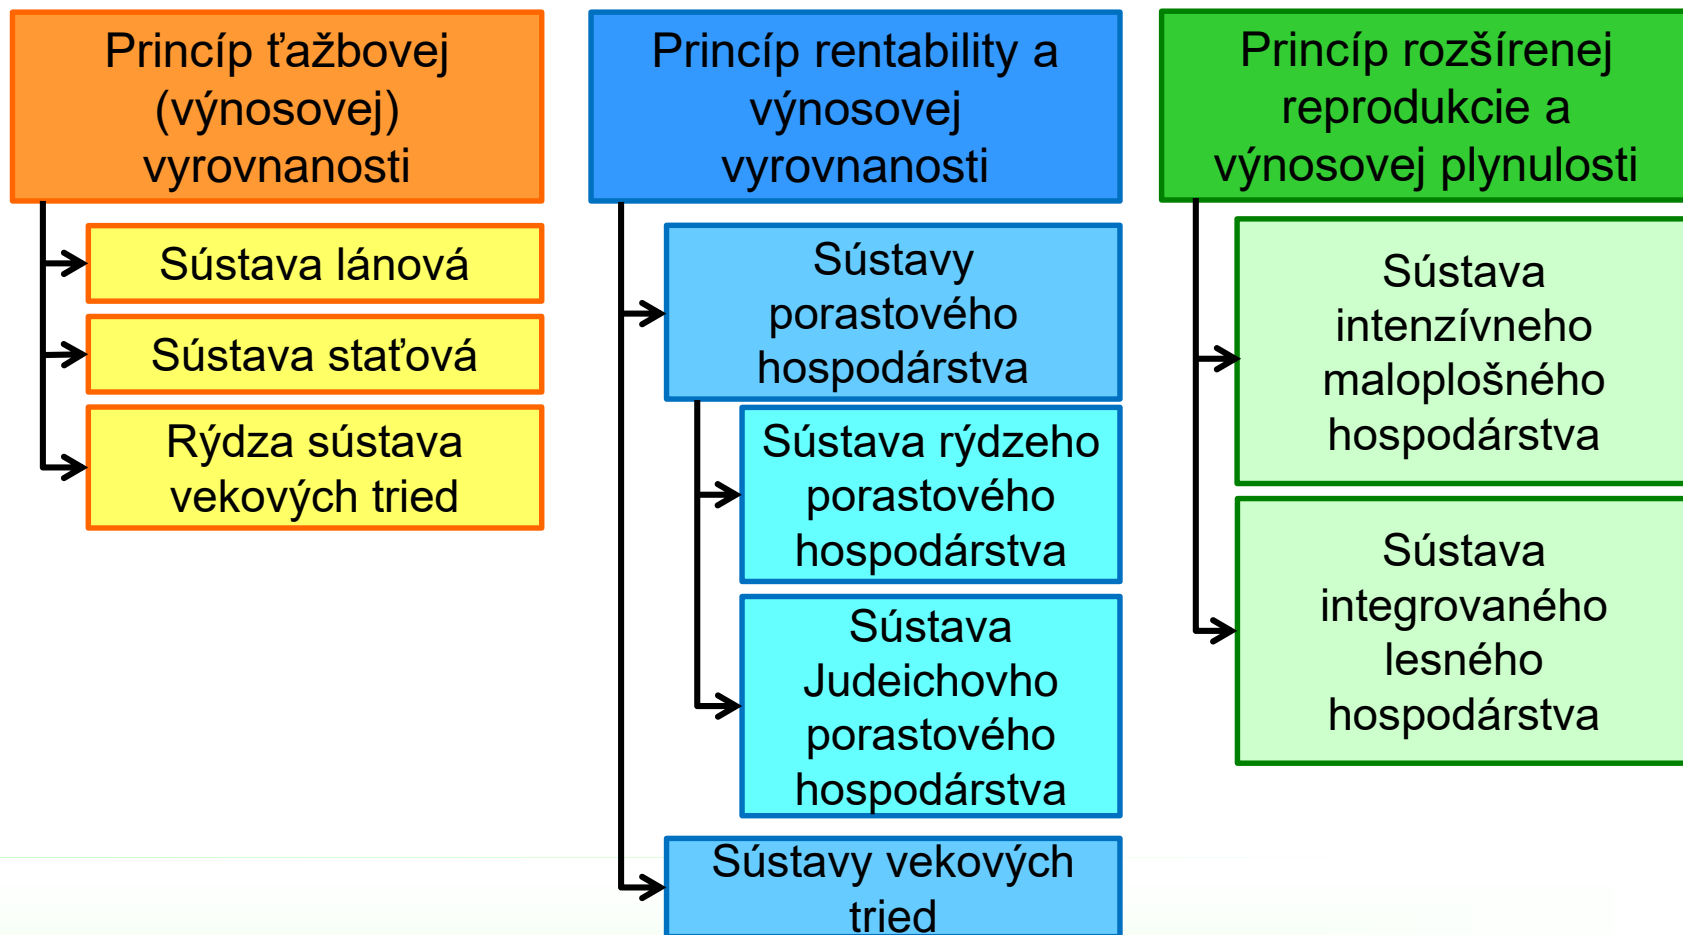 Princíp ťažbovej
(výnosovej)
vyrovnanosti
Sústava lánová
Sústava staťová
Rýdza sústava
vekových tried
Princíp rentability a
výnosovej
vyrovnanosti
Sústavy
porastového
hospodárstva
Sústava rýdzeho
porastového
hospodárstva
Sústava
Judeichovho
porastového
hospodárstva
Sústavy vekových
tried
Princíp rozšírenej
reprodukcie a
výnosovej plynulosti
Sústava
intenzívneho
maloplošného
hospodárstva
Sústava
integrovaného
lesného
hospodárstva